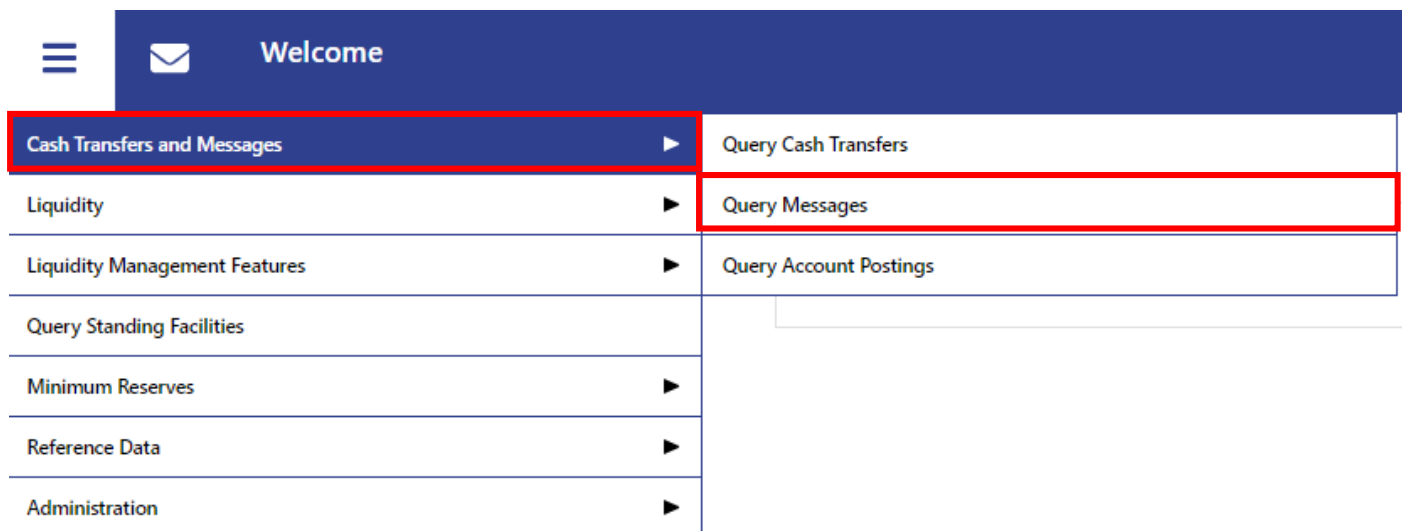 Welcome
Cash Transfers and Messages
Query Cash Transfers
Liquidity
Query Messages
Liquidity Management Features
Query Account Postings
Query Standing Facilities
Minimum Reserves
Reference Data
Administration